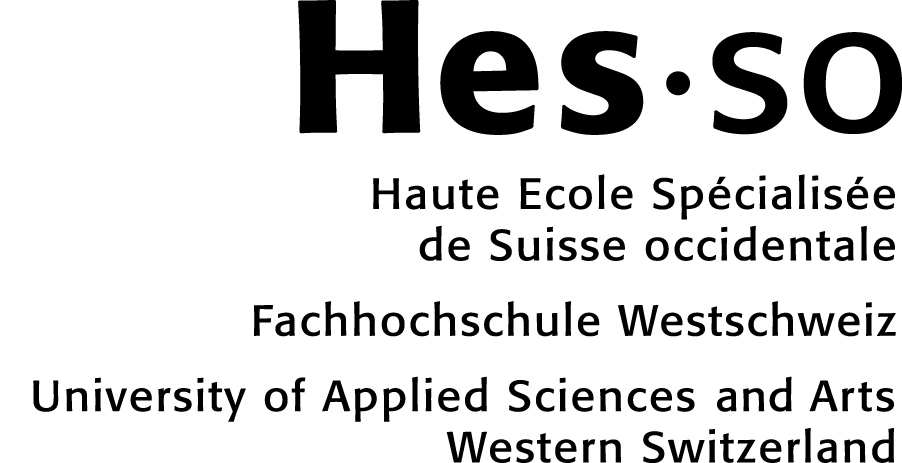 Hes·so
Haute Ecole Spécialisée
de Suisse occidentale
Fachhochschule Westschweiz
University of Applied Sciences and Arts
Western Switzerland